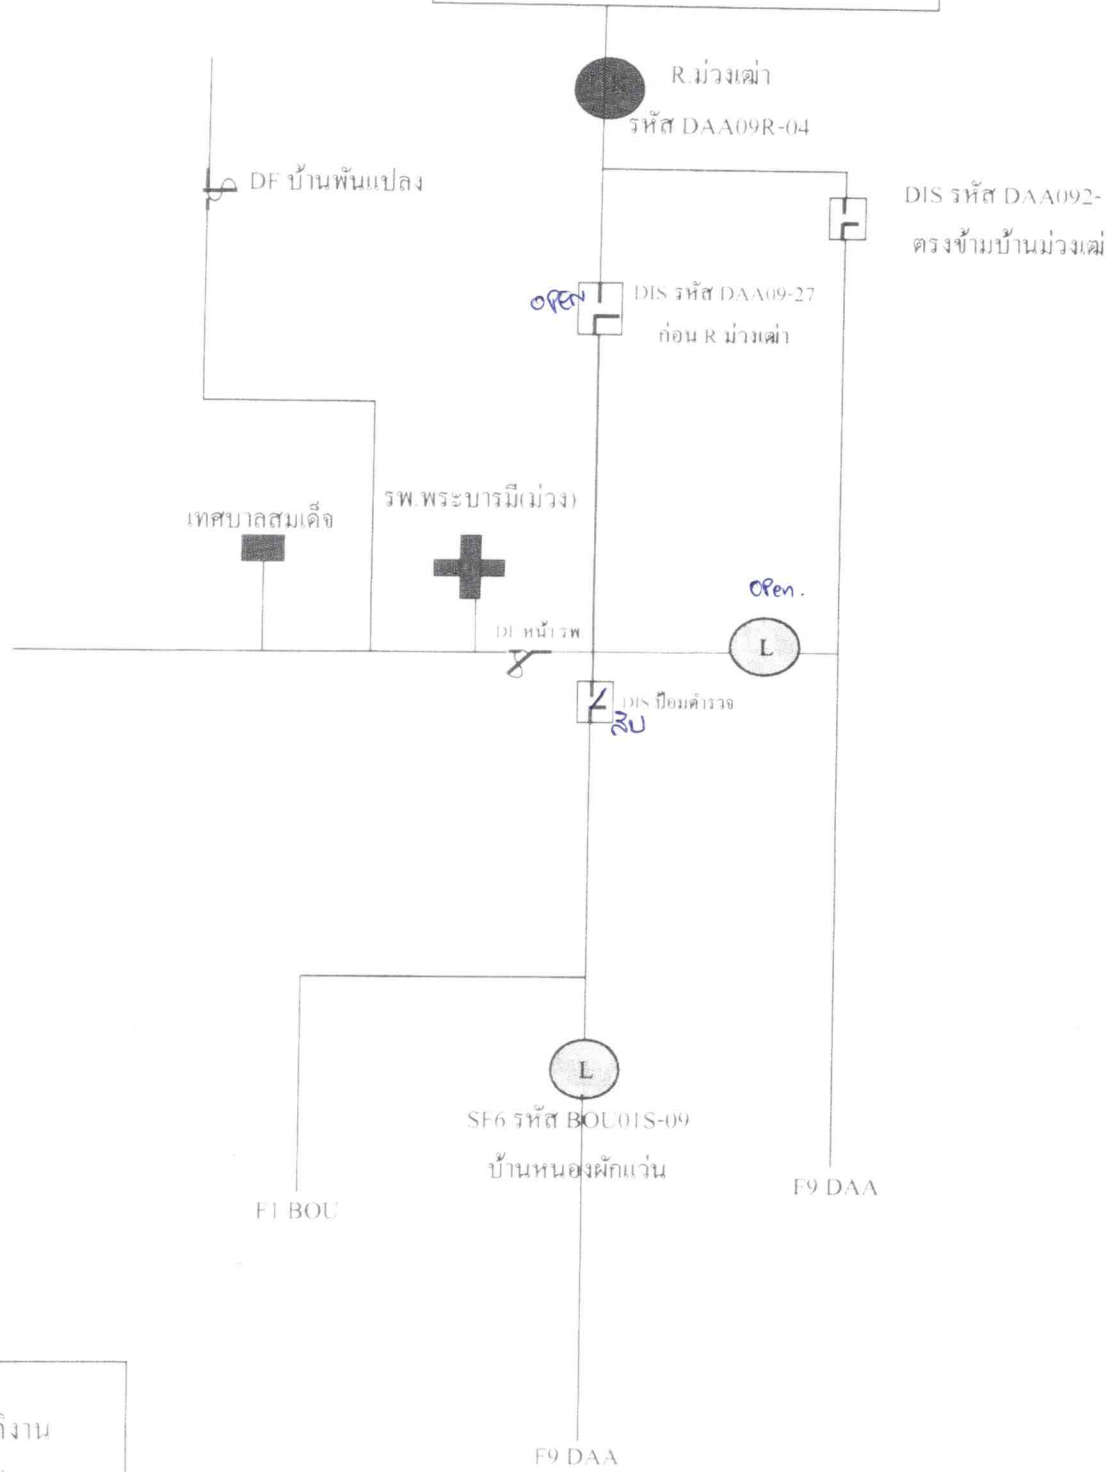 R.ม่วงเฒ่า
รหัส DAA09R-04
DF บ้านพันแปลง
DIS รหัส DAA092-
ตรงข้ามบ้านม่วงเฒ่
OPEN
DIS รหัส DAA09-27
ก่อน R ม่วงเฒ่า
รพ.พระบารมี(ม่วง)
เทศบาลสมเด็จ
OPen.
หน้า รพ
L
DIS ป้อมตำรวจ
สับ
L
SF6 รหัส BOU01S-09
บ้านหนองผักแว่น
F9 DAA
F1 BOU
F9 DAA